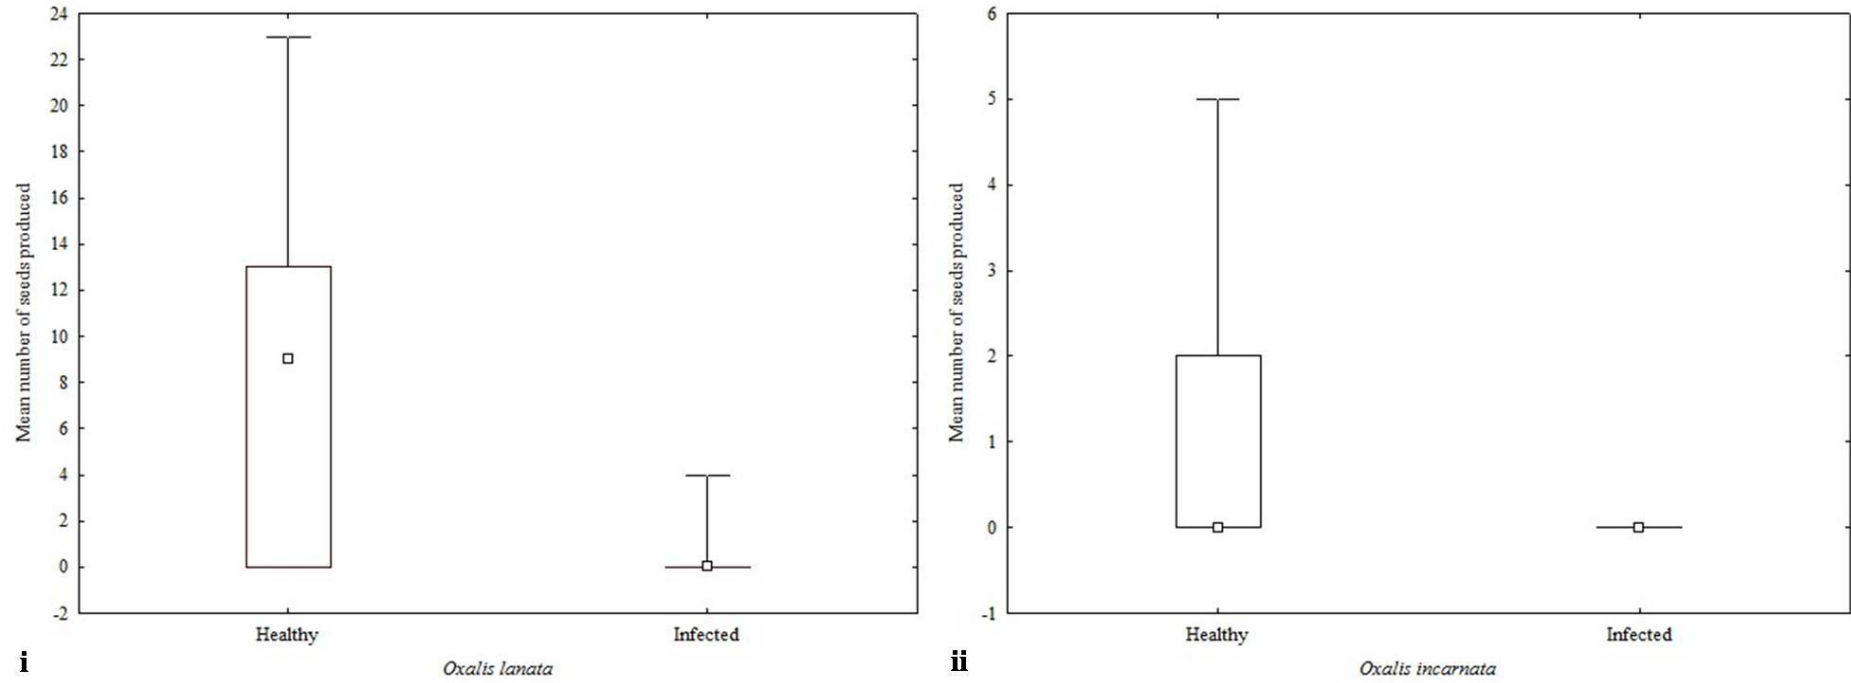 24
22
20
18
16
14
12
10
8
6
4
2
0
-2
Mean number of seeds produced
Healthy
Infected
Oxalis lanata
i
6
5
4
3
2
1
0
-1
Mean number of seeds produced
Healthy
Infected
Oxalis incarnata
ii